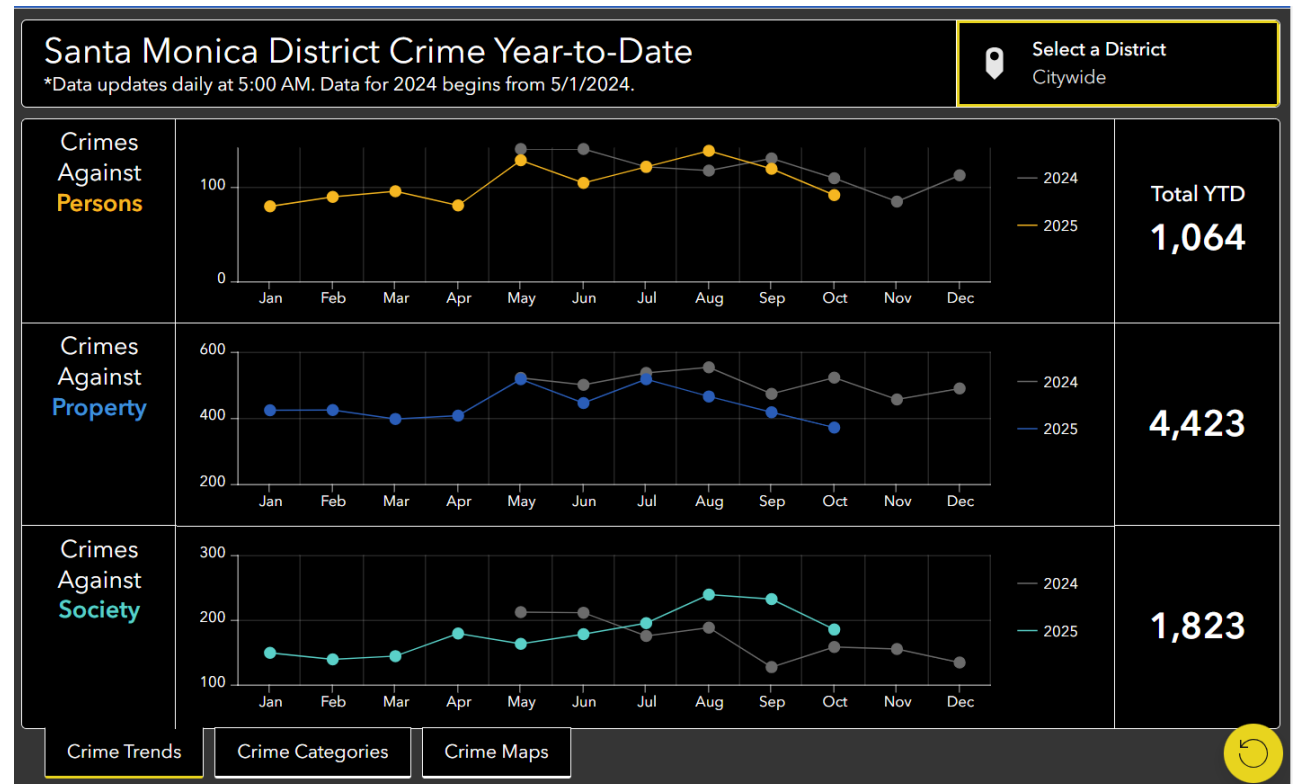 Santa Monica District Crime Year-to-Date
*Data updates daily at 5:00 AM. Data for 2024 begins from 5/1/2024.
Select a District
Citywide
Crimes
Against
Persons
100
0
Jan Feb Mar Apr May Jun Jul Aug Sep Oct Nov Dec
2024
2025
Total YTD
1,064
Crimes
Against
Property
600
400
200
Jan Feb Mar Apr May Jun Jul Aug Sep Oct Nov Dec
2024
2025
4,423
Crimes
Against
Society
300
200
100
Jan Feb Mar Apr May Jun Jul Aug Sep Oct Nov Dec
2024
2025
1,823
Crime Trends
Crime Categories
Crime Maps